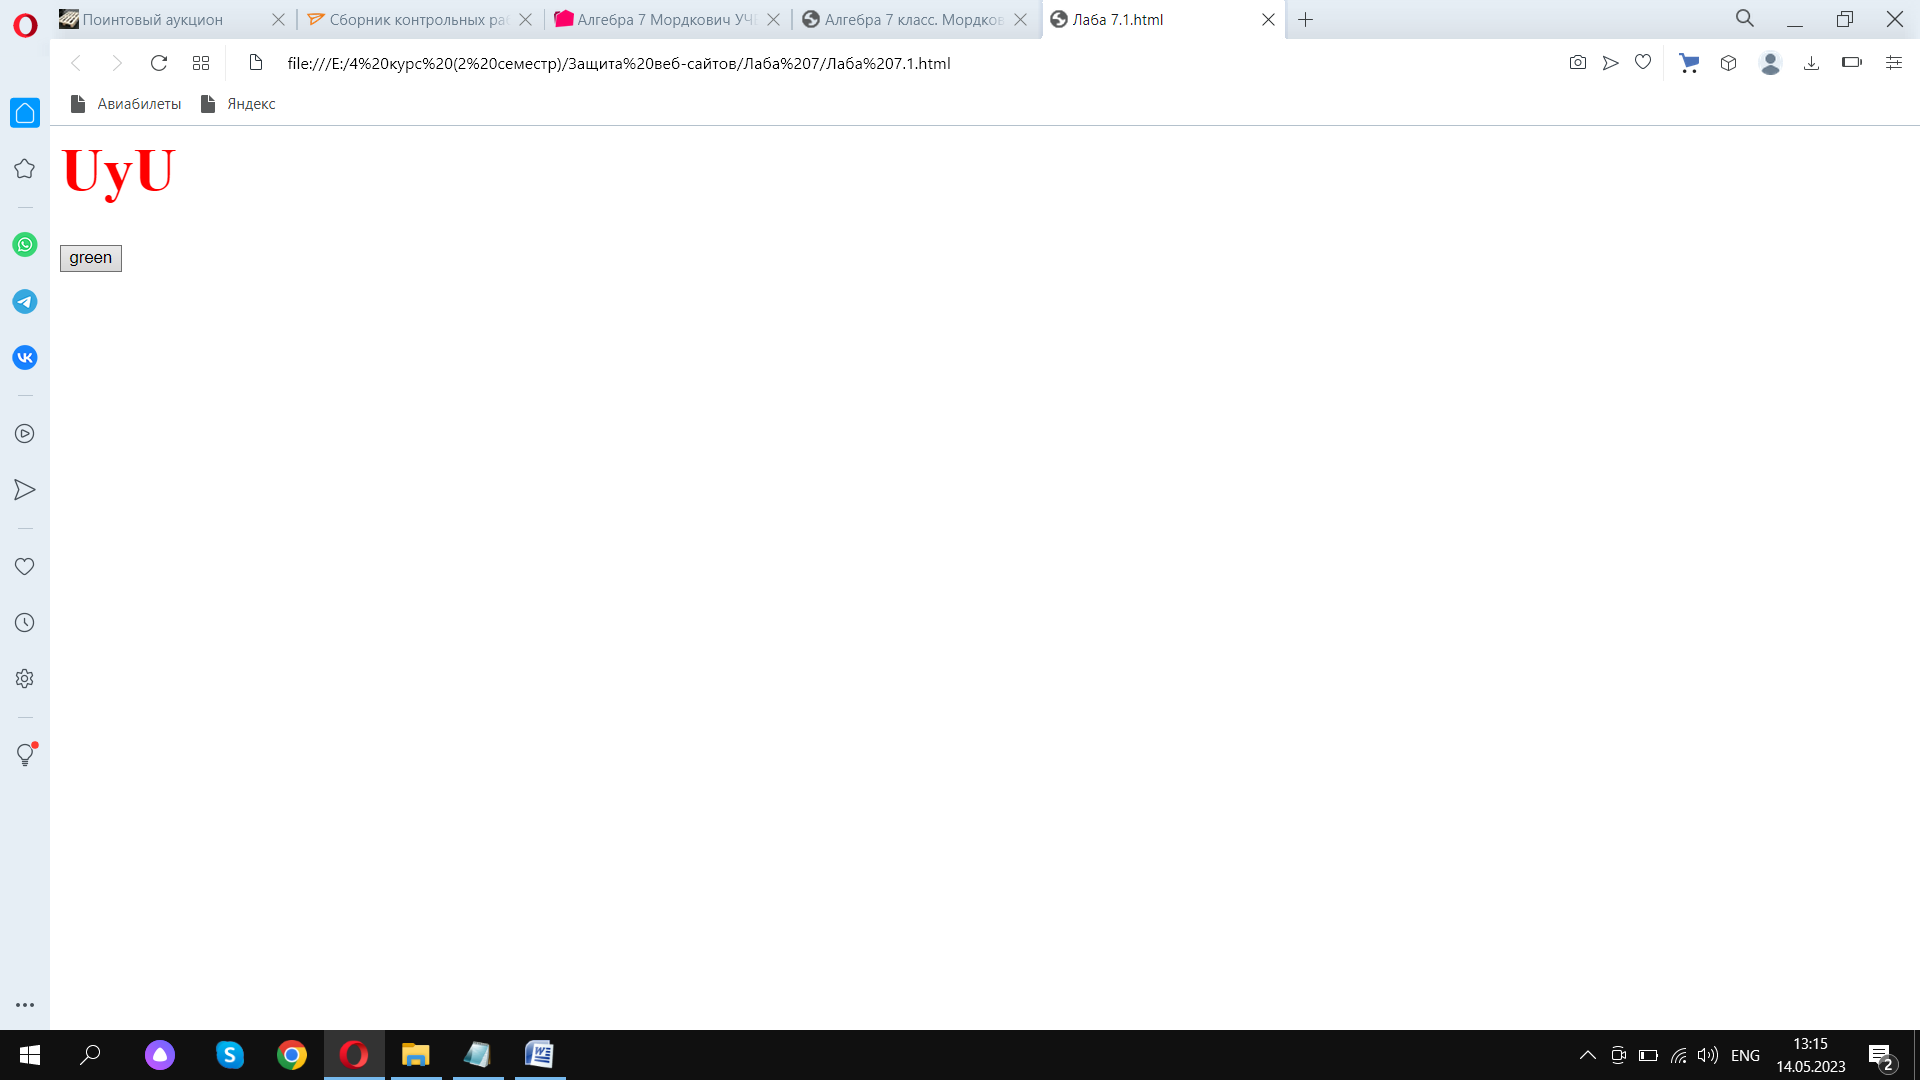 Поинтовый аукцион
Сборник контрольных раб
Алгебра 7 Мордкович УЧЕ
Алгебра 7 класс. Мордков
Лаба 7.1.html
file:///E:/4%20курс%20(2%20семестр)/Защита%20веб-сайтов/Лаба%207/Лаба%207.1.html
Авиабилеты
Яндекс
UyU
green
ENG
13:15
14.05.2023
2